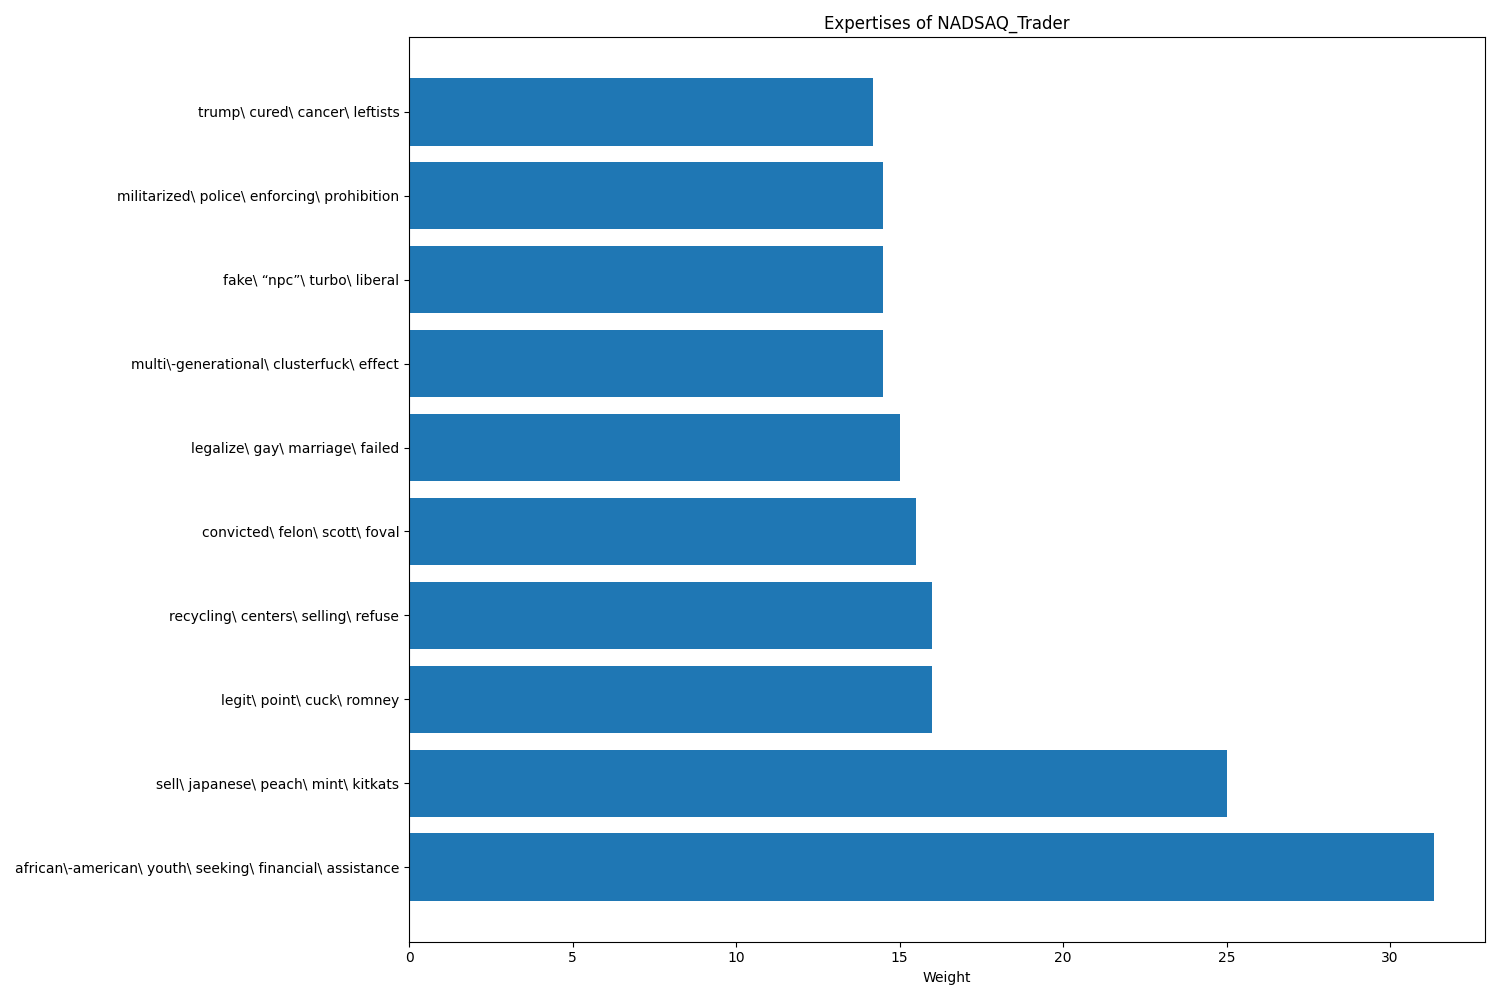 Expertises of NADSAQ_Trader
trump\ cured\ cancer\ leftists
militarized\ police\ enforcing\ prohibition
fake\ “npc”\ turbo\ liberal
multi\-generational\ clusterfuck\ effect
legalize\ gay\ marriage\ failed
convicted\ felon\ scott\ foval
recycling\ centers\ selling\ refuse
legit\ point\ cuck\ romney
sell\ japanese\ peach\ mint\ kitkats
african\-american\ youth\ seeking\ financial\ assistance
0 5 10 15 20 25 30
Weight